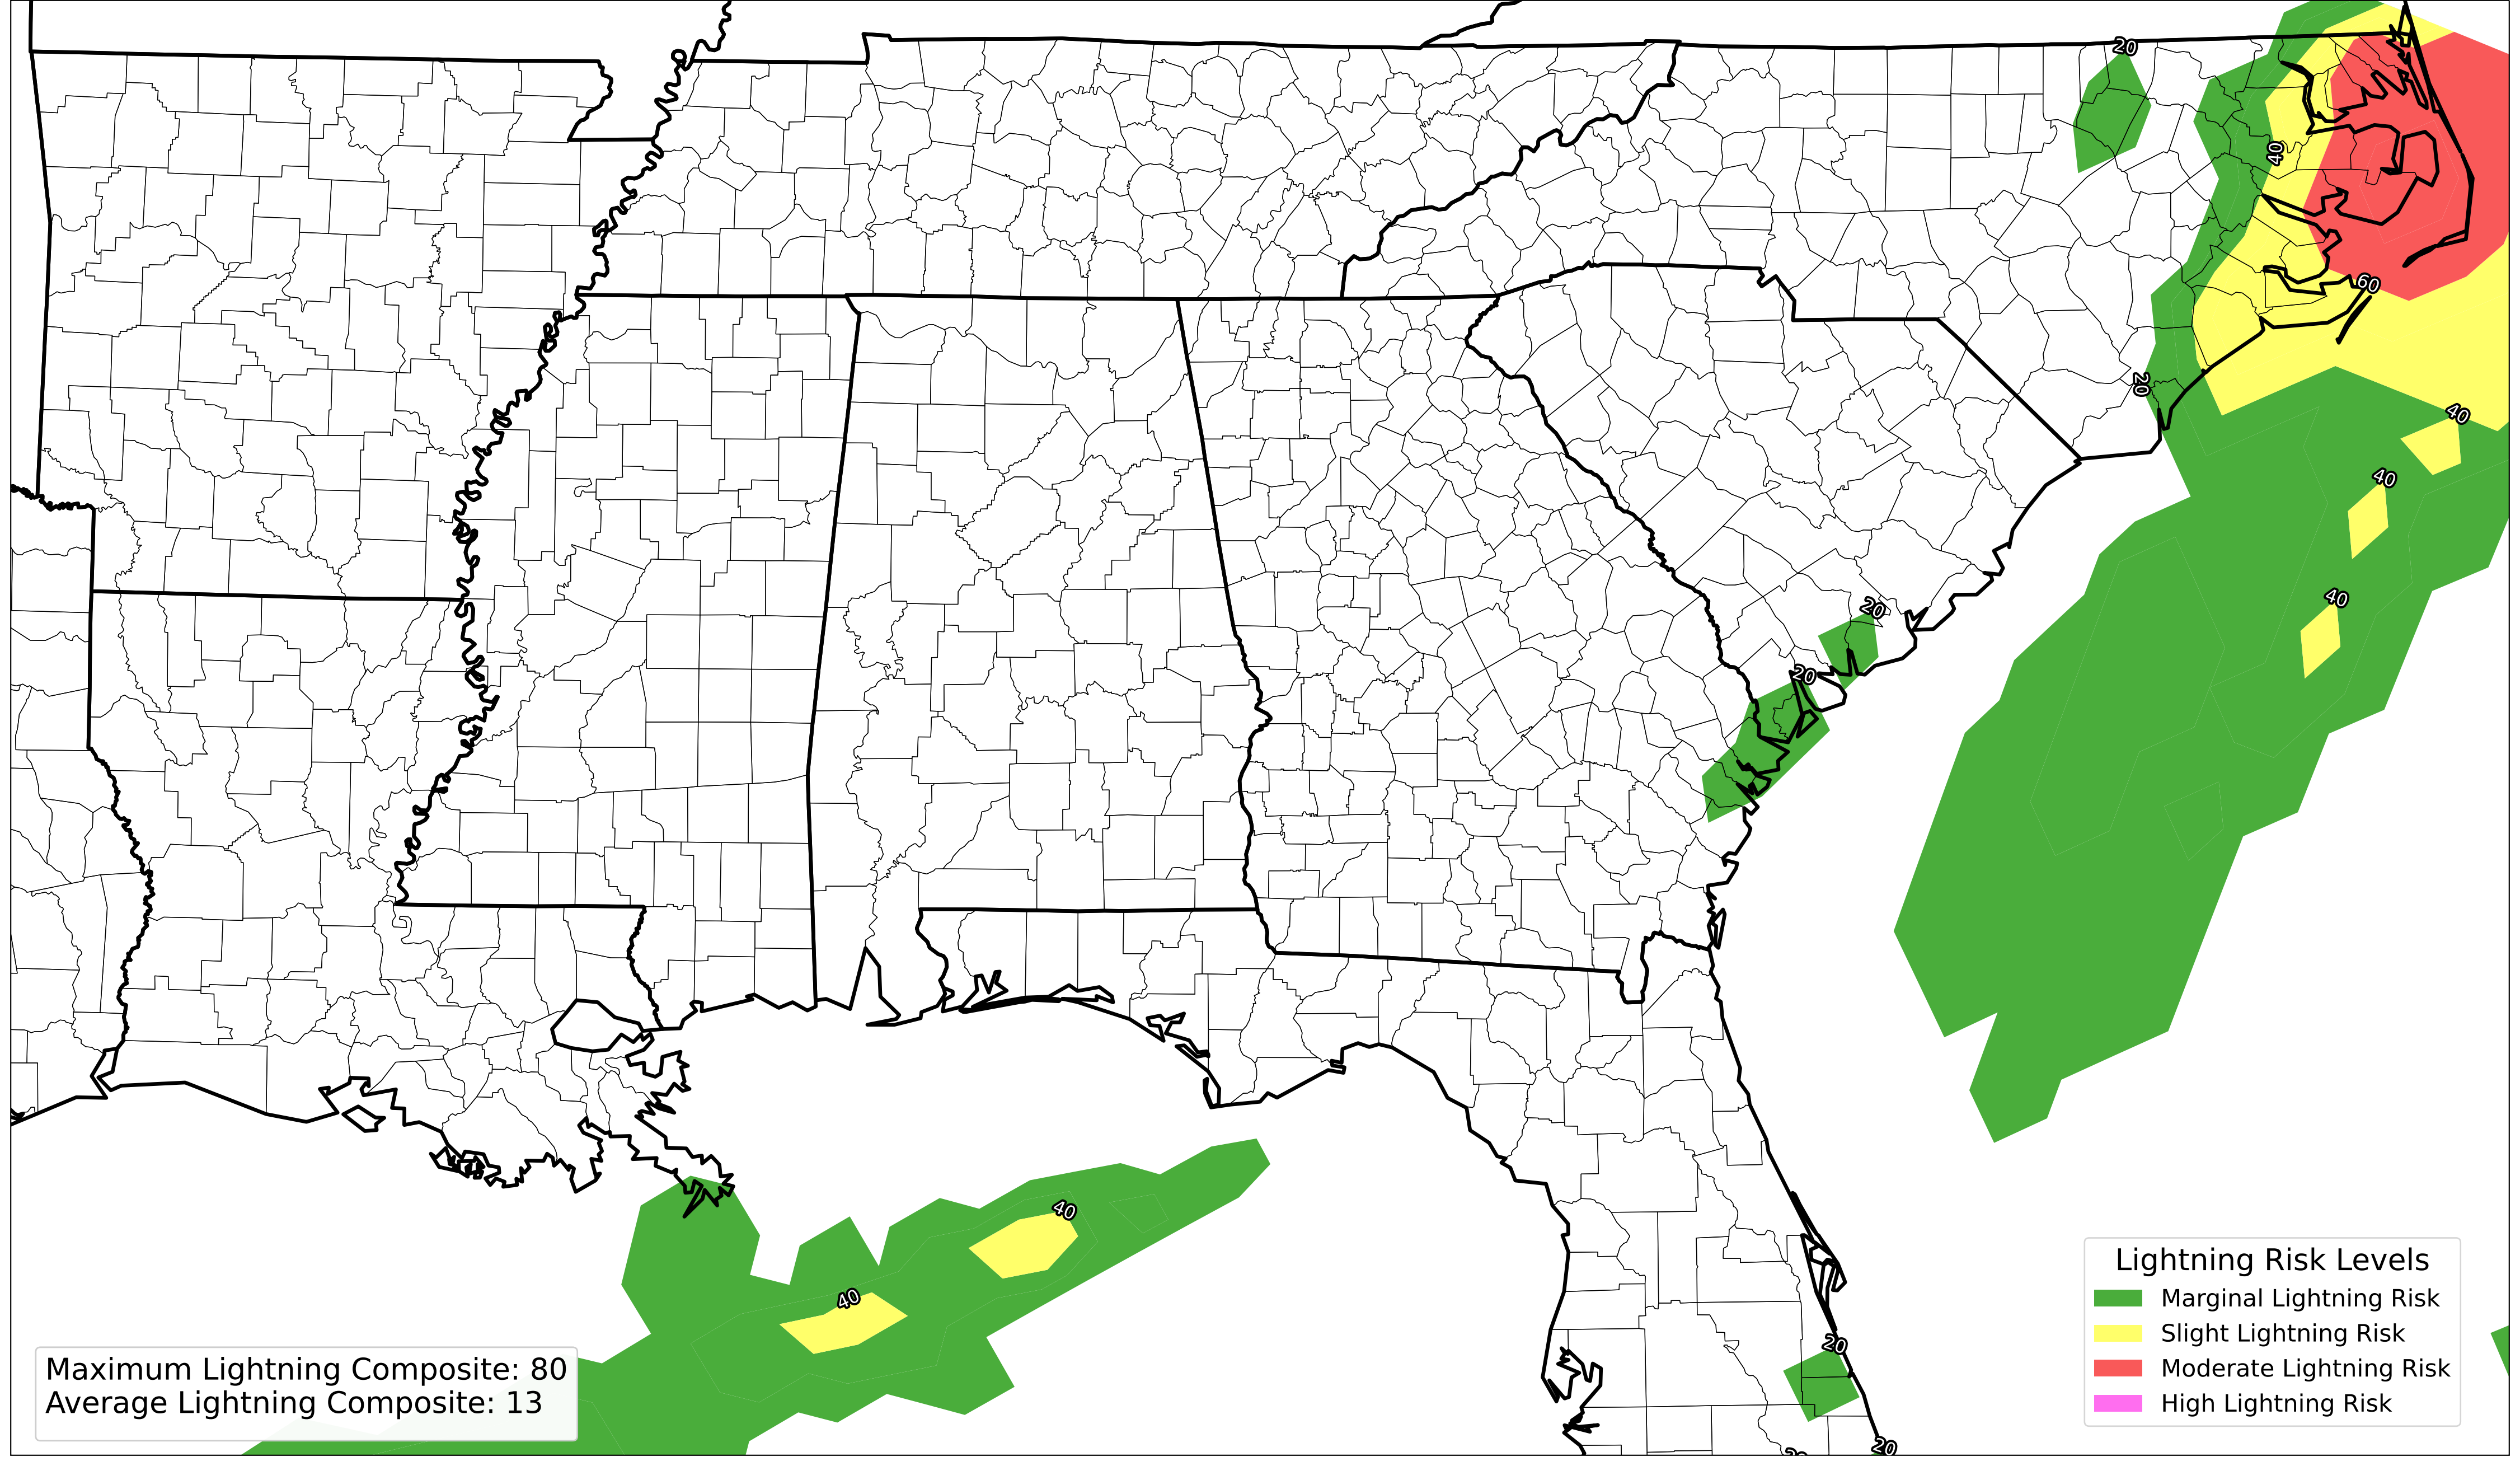 20
40
60
20
40
40
40
20
20
40
40
20
20
Lightning Risk Levels
Marginal Lightning Risk
Slight Lightning Risk
Moderate Lightning Risk
High Lightning Risk
Maximum Lightning Composite: 80
Average Lightning Composite: 13